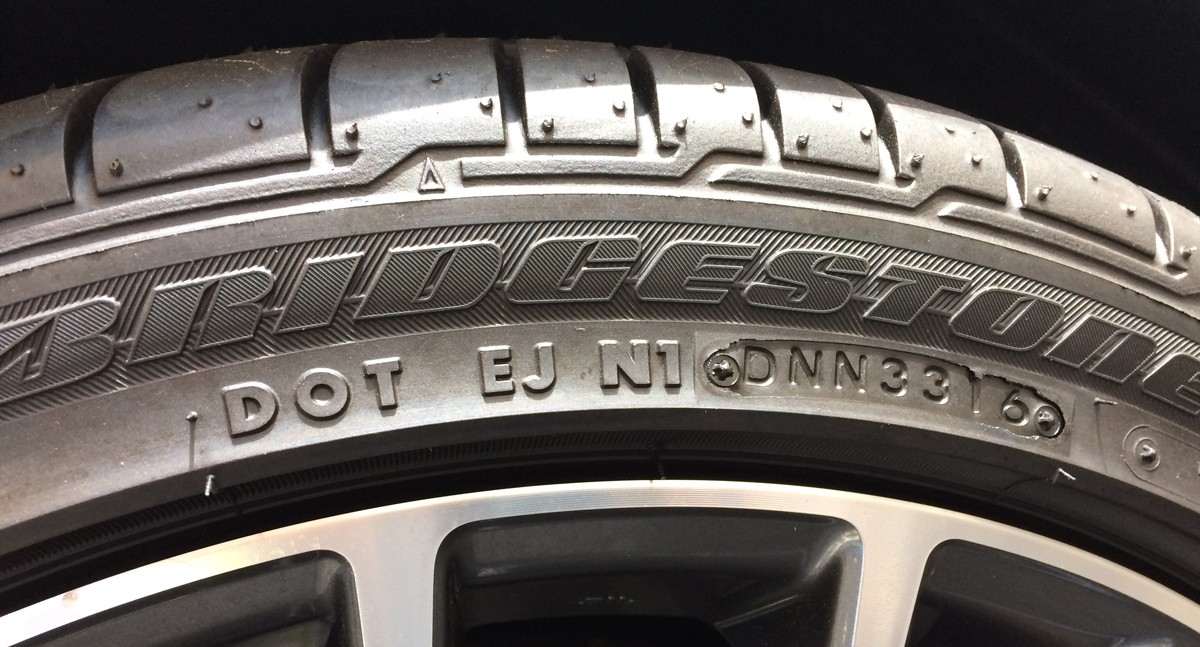 BRIDGESTONE
DOT EJ N1 DNN3316